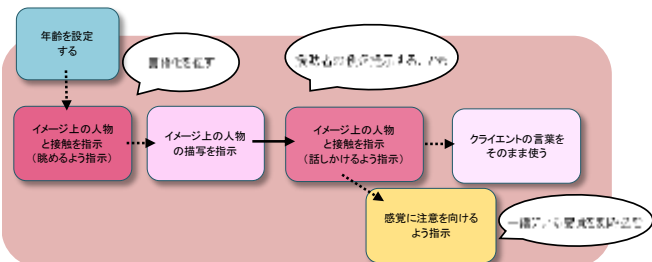 年齢を設定
する
イメージ上の人物
と接触を指示
（眺めるよう指示）
イメージ上の人物
の描写を指示
イメージ上の人物
と接触を指示
（話しかけるよう指示）
クライエントの言葉を
そのまま使う
感覚に注意を向ける
よう指示